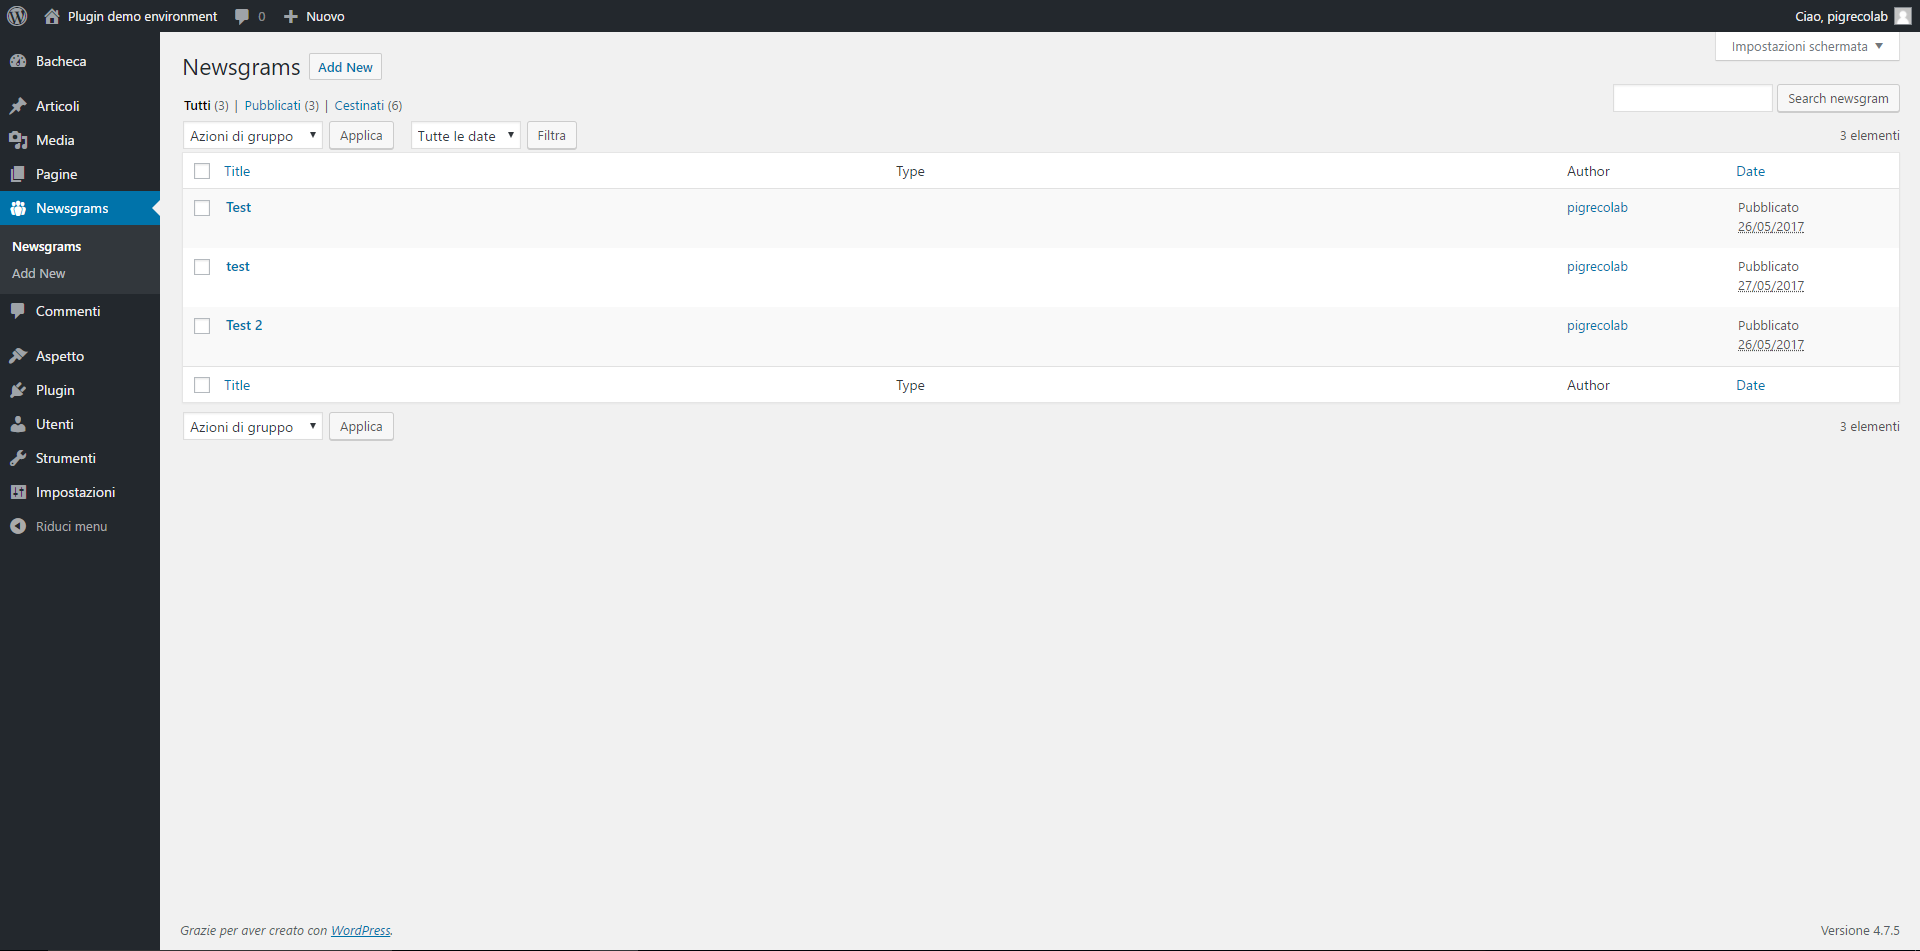 Plugin demo environment 0 Nuovo Ciao, pigrecolab
Impostazioni schermata
Bacheca
Articoli
Media
Pagine
Newsgrams
Newsgrams
Add New
Commenti
Aspetto
Plugin
Utenti
Strumenti
Impostazioni
Riduci menu
Newsgrams Add New
Tutti (3) | Pubblicati (3) | Cestinati (6)
Search newsgram
Azioni di gruppo Applica Tutte le date Filtra 3 elementi
Title Type Author Date
Test pigrecolab Pubblicato
26/05/2017
test pigrecolab Pubblicato
27/05/2017
Test 2 pigrecolab Pubblicato
26/05/2017
Title Type Author Date
Azioni di gruppo Applica 3 elementi
Grazie per aver creato con WordPress. Versione 4.7.5